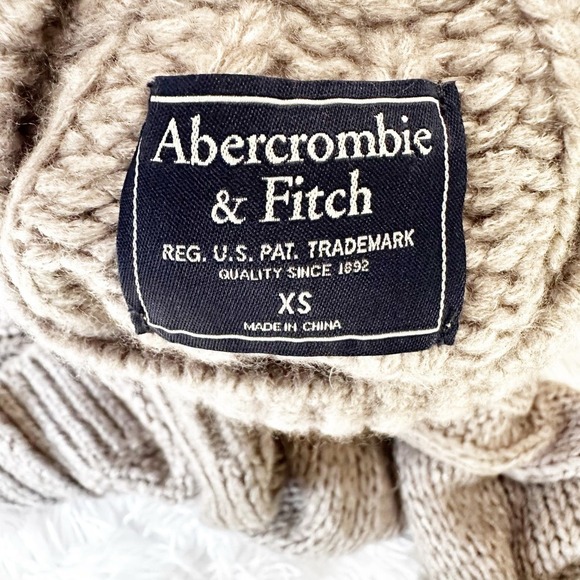 Abercrombie
& Fitch
REG. U.S. PAT. TRADEMARK
QUALITY SINCE 1892
XS
MADE IN CHINA